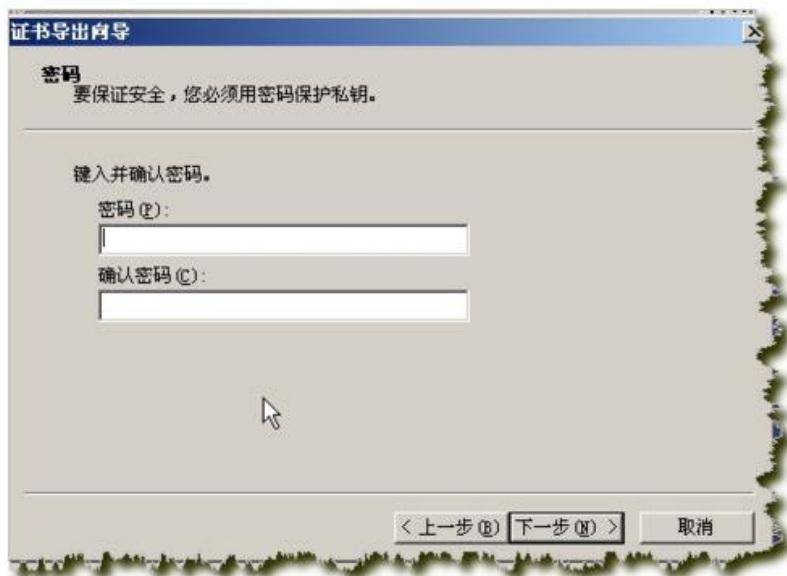 证书导出向导
密码
要保证安全，您必须用密码保护私钥。
键入并确认密码。
密码(P):
确认密码(C):
< 上一步(B) 下一步(N) > 取消